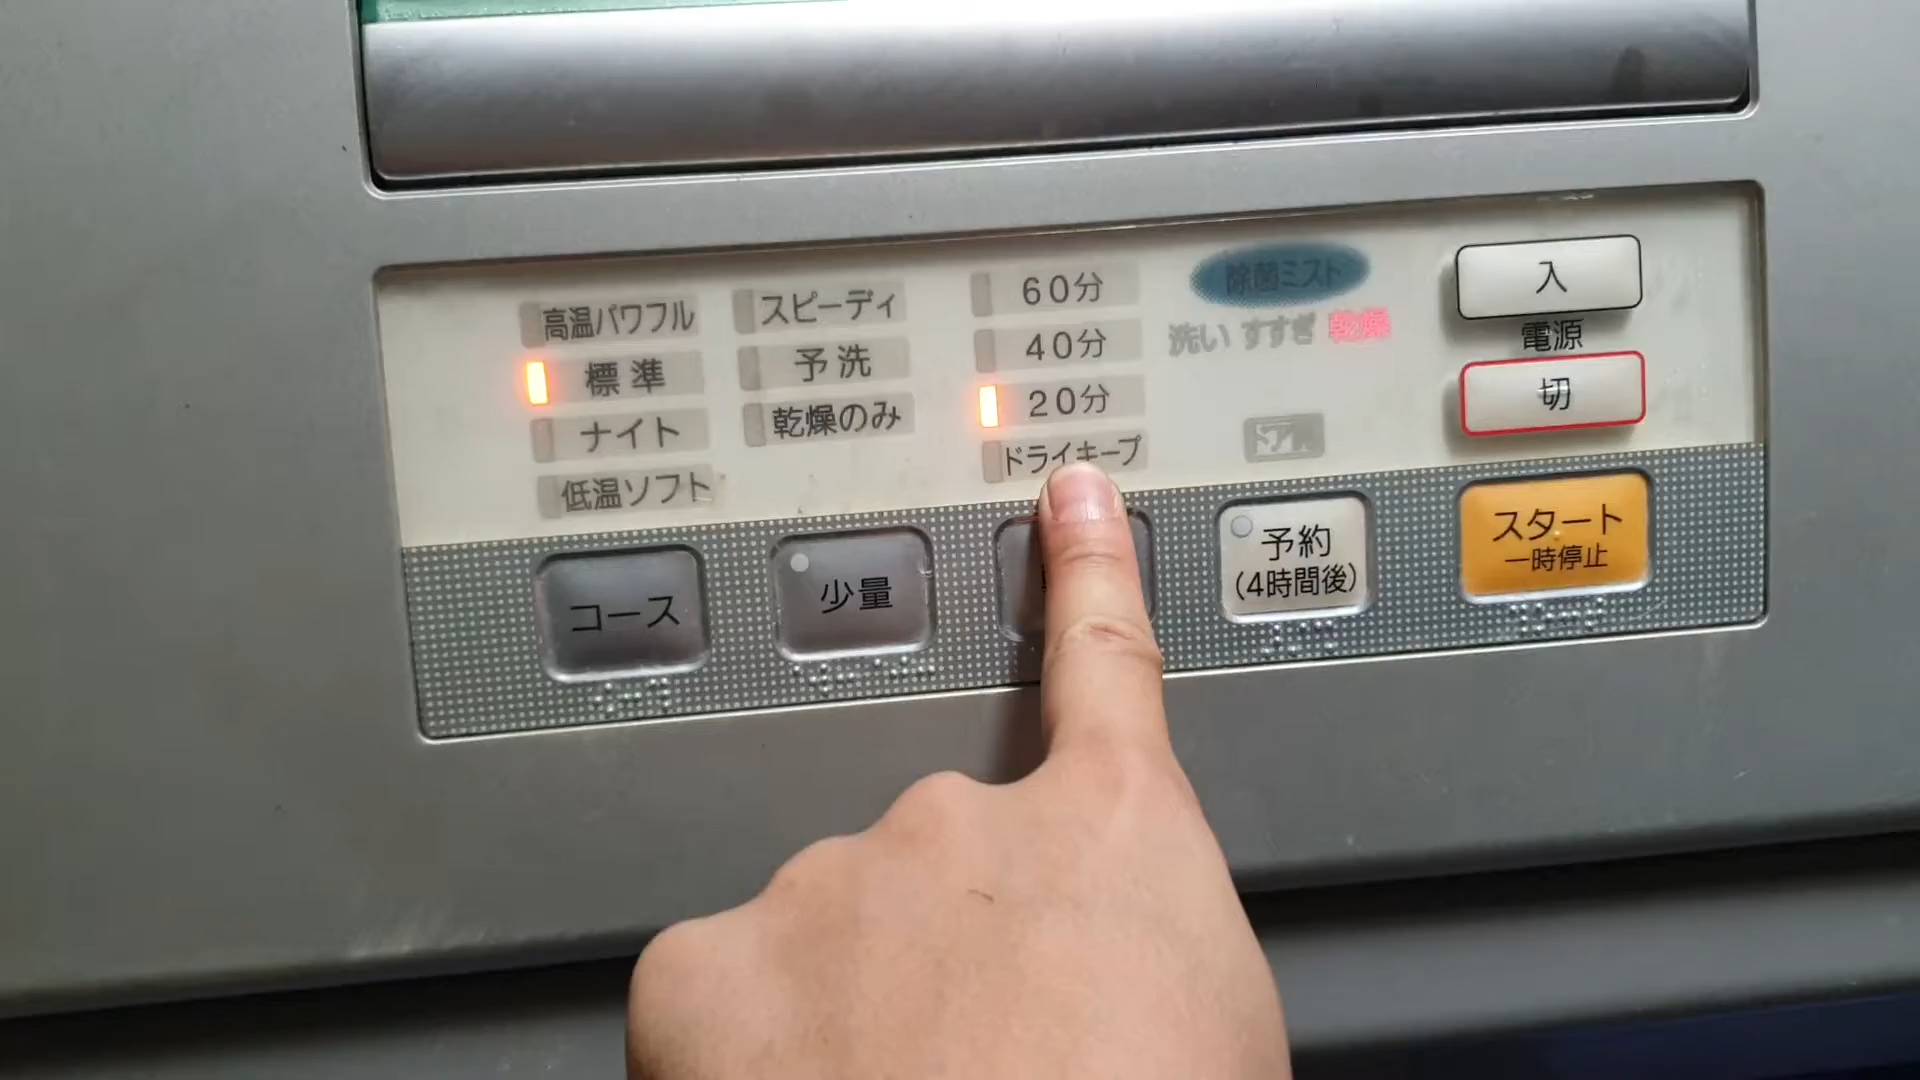 高温パワフル
標準
ナイト
低温ソフト
スピーディ
予洗
乾燥のみ
60分
40分
20分
ドライキープ
除菌ミスト
洗い すすぎ 乾燥
入
電源
切
コース
少量
予約
(4時間後)
スタート
一時停止